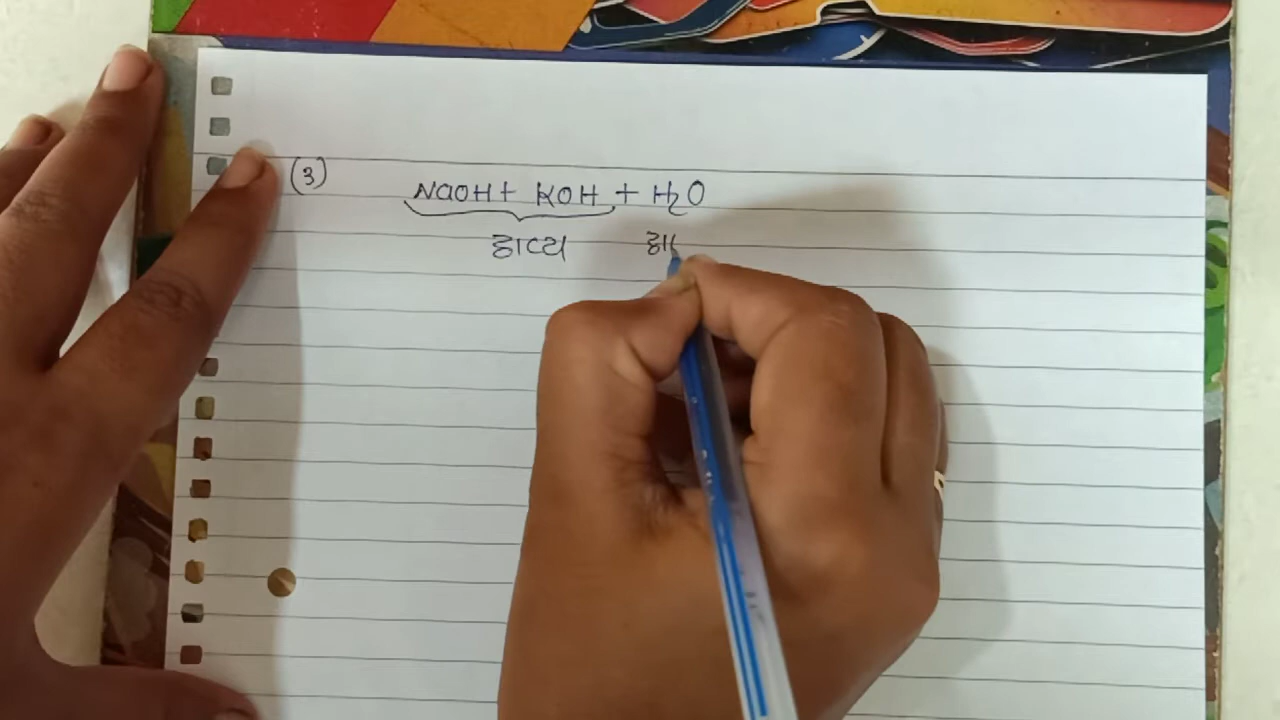 (3) NaOH + KOH + H₂O
द्राव्य द्रा